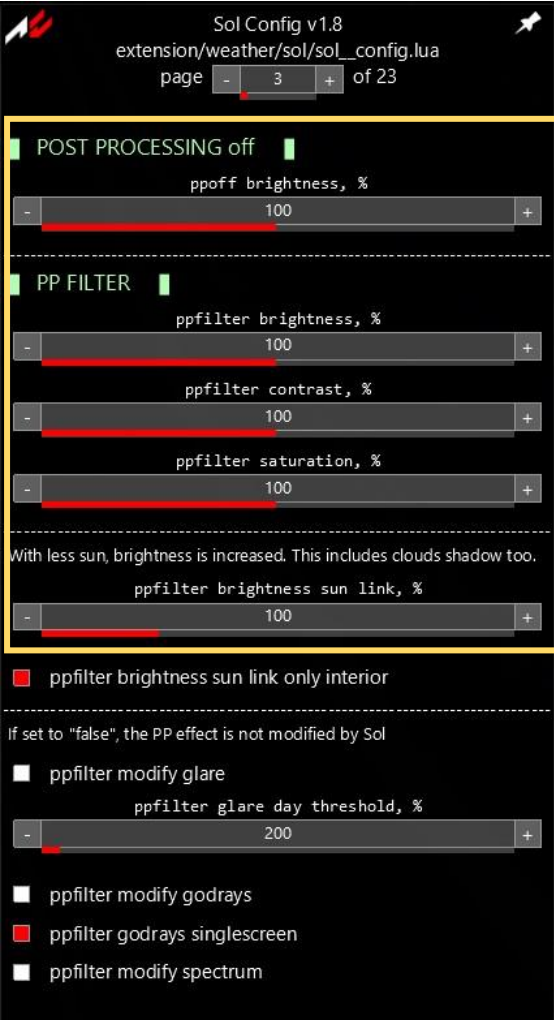 Sol Config v1.8
extension/weather/sol/sol__config.lua
page - 3 + of 23
POST PROCESSING off
ppoff brightness, %
- 100 +
PP FILTER
ppfilter brightness, %
- 100 +
ppfilter contrast, %
- 100 +
ppfilter saturation, %
- 100 +
With less sun, brightness is increased. This includes clouds shadow too.
ppfilter brightness sun link, %
- 100 +
ppfilter brightness sun link only interior
If set to "false", the PP effect is not modified by Sol
ppfilter modify glare
ppfilter glare day threshold, %
- 200 +
ppfilter modify godrays
ppfilter godrays singlescreen
ppfilter modify spectrum